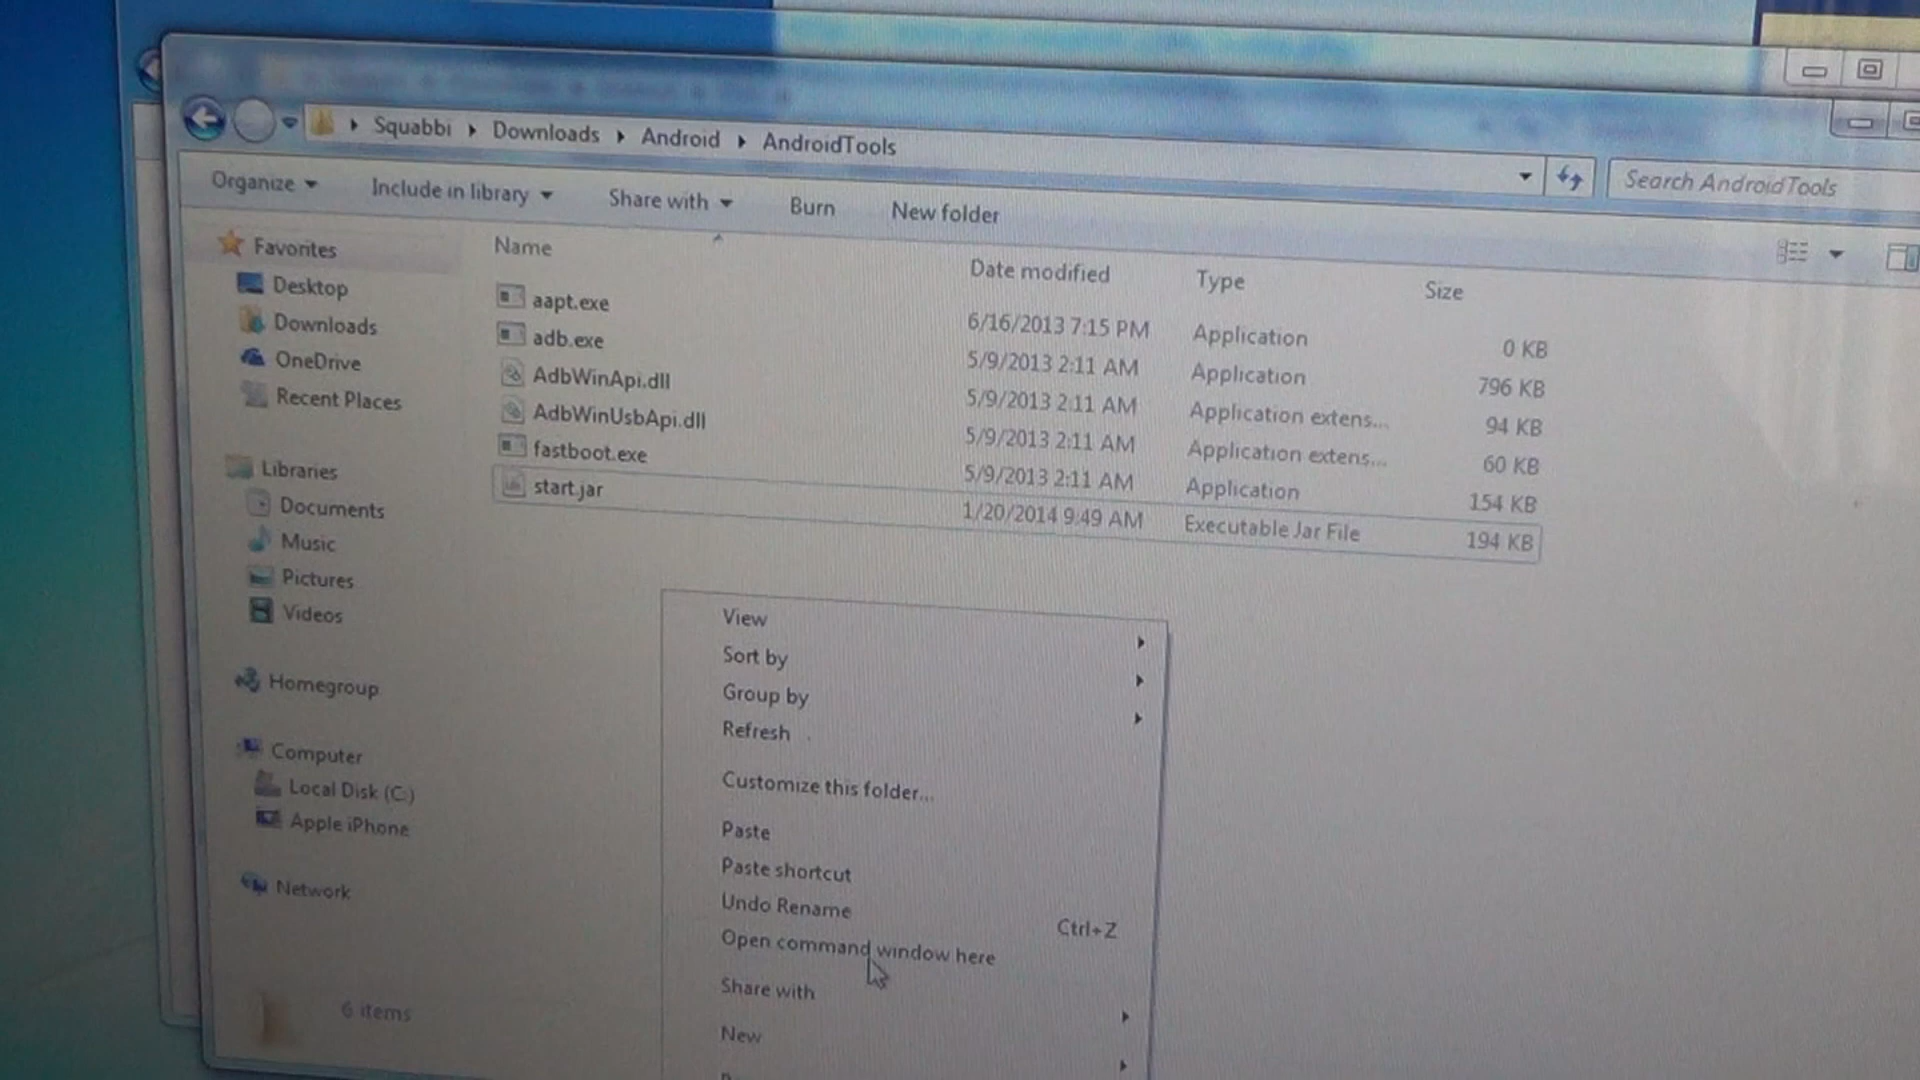 Squabbi Downloads Android AndroidTools
Search AndroidTools
Organize Include in library Share with Burn New folder
Favorites
Desktop
Downloads
OneDrive
Recent Places
Libraries
Documents
Music
Pictures
Videos
Homegroup
Computer
Local Disk (C:)
Apple iPhone
Network
6 items
Name Date modified Type Size
aapt.exe 6/16/2013 7:15 PM Application 0 KB
adb.exe 5/9/2013 2:11 AM Application 796 KB
AdbWinApi.dll 5/9/2013 2:11 AM Application extens... 94 KB
AdbWinUsbApi.dll 5/9/2013 2:11 AM Application extens... 60 KB
fastboot.exe 5/9/2013 2:11 AM Application 154 KB
start.jar 1/20/2014 9:49 AM Executable Jar File 194 KB
View
Sort by
Group by
Refresh
Customize this folder...
Paste
Paste shortcut
Undo Rename Ctrl+Z
Open command window here
Share with
New